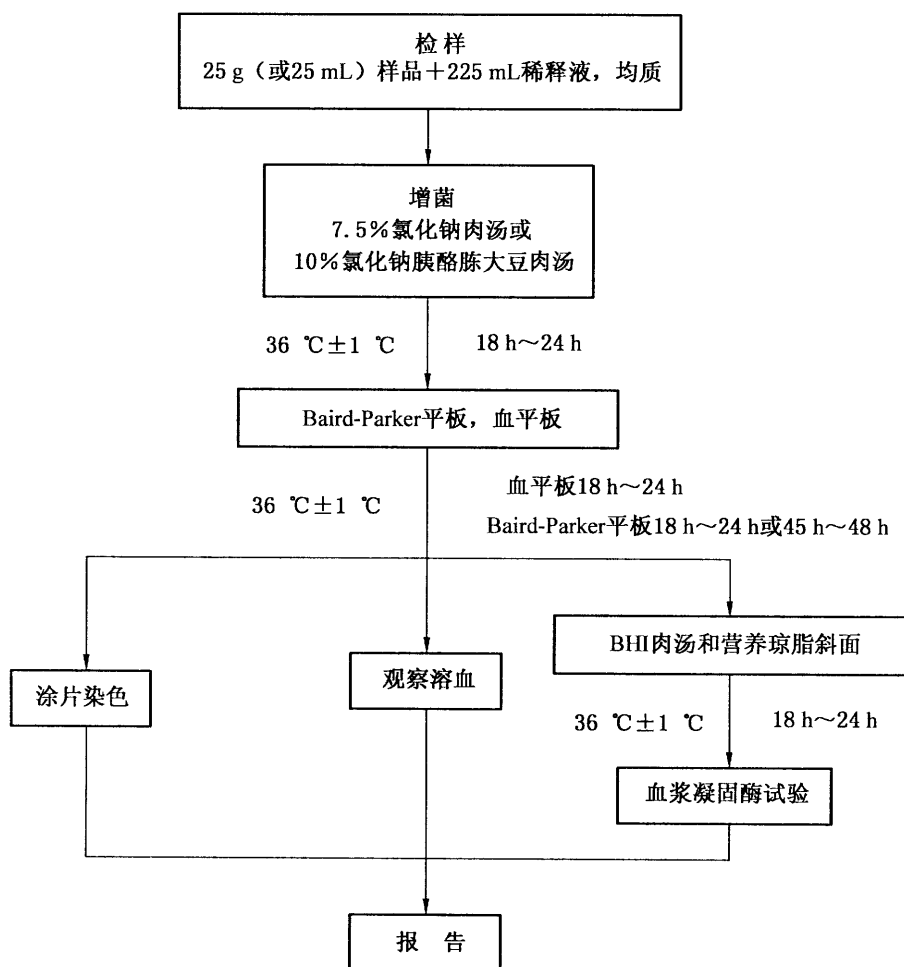 检样
25 g（或25 mL）样品＋225 mL稀释液，均质
增菌
7.5%氯化钠肉汤或
10%氯化钠胰酪胨大豆肉汤
36 ℃±1 ℃ 18 h～24 h
Baird-Parker平板，血平板
36 ℃±1 ℃
血平板18 h～24 h
Baird-Parker平板18 h～24 h或45 h～48 h
涂片染色
观察溶血
BHI肉汤和营养琼脂斜面
36 ℃±1 ℃ 18 h～24 h
血浆凝固酶试验
报 告